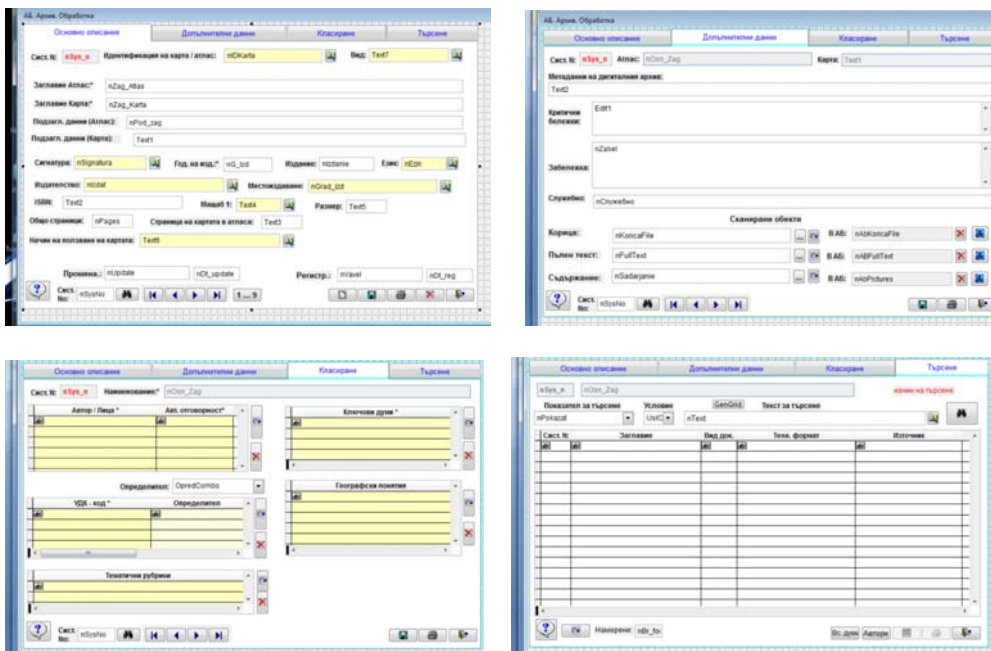 АБ. Архив. Обработка
Основно описание Допълнителни данни Класиране Търсене
Сист. №: nSys_n Идентификация на карта / атлас: nIDKarta Вид: Text7
Заглавие Атлас:* nZag_Atlas
Заглавие Карта:* nZag_Karta
Подзагл. данни (Атлас): nPod_zag
Подзагл. данни (Карта): Text1
Сигнатура: nSignatura Год. на изд.:* nG_izd Издание: nIzdanie Език: nEzik
Издателство: nIzdat Местоиздаване: nGrad_izd
ISBN: Text2 Мащаб 1: Text4 Размер: Text5
Общо страници: nPages Страница на картата в атласа: Text3
Начин на ползване на картата: Text6
Промена.: nUpdate nDt_update Регистр.: nVavel nDt_reg
Сист. No: nSysNo 1 ... 9
АБ. Архив. Обработка
Основно описание Допълнителни данни Класиране Търсене
Сист. №: nSys_n Атлас: nOsn_Zag Карта: Text1
Метаданни на дигиталния архив:
Text2
Критични бележки: Edit1
Забележка: nZabel
Служебно: nСлужебно
Сканирани обекти
Корица: nKoricaFile ... В АБ: nAbKoricaFile
Пълен текст: nFullText ... В АБ: nABFullText
Съдържание: nSadarjanie ... В АБ: nAbPictures
Сист. No: nSysNo
Основно описание Допълнителни данни Класиране Търсене
Сист. №: nSys_n Наименование:* nOsn_Zag
Автор / Лица * Авт. отговорност* Ключови думи *
Определител: OpredCombo Географски понятия
УДК - код * Определител
Тематични рубрики
Сист. No: nSysNo
Основно описание Допълнителни данни Класиране Търсене
nSys_n nOsn_Zag начин на търсене
Показател за търсене Условие GenGrid Текст за търсене
nPokazat UslC nText
Сист. №: Заглавие Вид док. Техн. формат Източник
Намерени: nBr_fo Вс. думи Автори